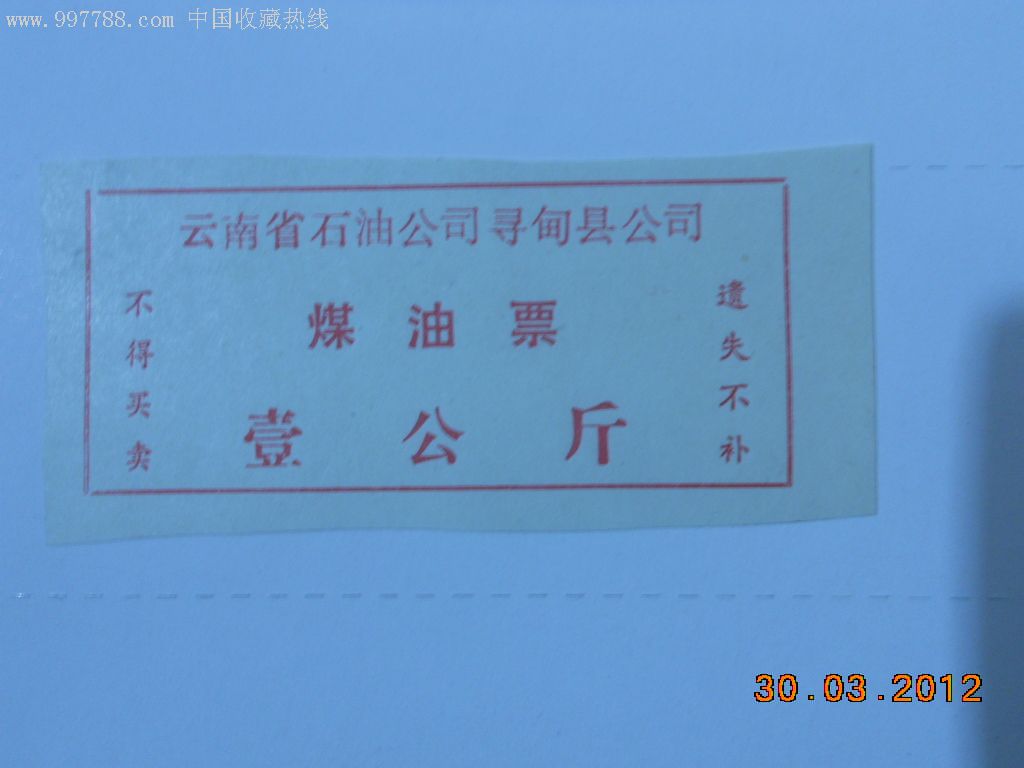 www.997788.com 中国收藏热线
云南省石油公司寻甸县公司
不得买卖
煤油票
遗失不补
壹公斤
30.03.2012